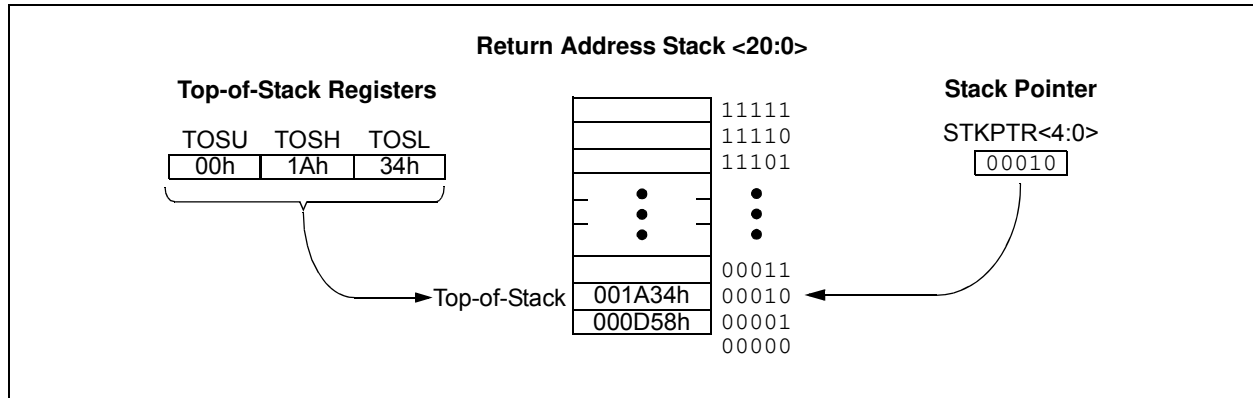 Return Address Stack <20:0>
Top-of-Stack Registers
Stack Pointer
TOSU TOSH TOSL
STKPTR<4:0>
00h 1Ah 34h
00010
11111
11110
11101
00011
Top-of-Stack 001A34h 00010
000D58h 00001
00000